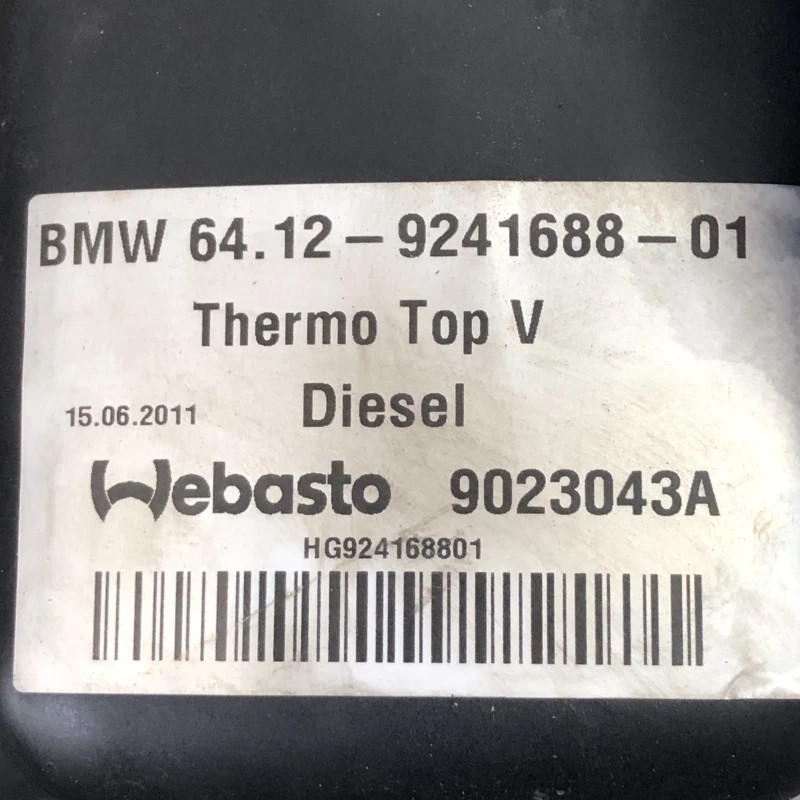 BMW 64.12–9241688–01
Thermo Top V
Diesel
15.06.2011
Webasto 9023043A
HG924168801